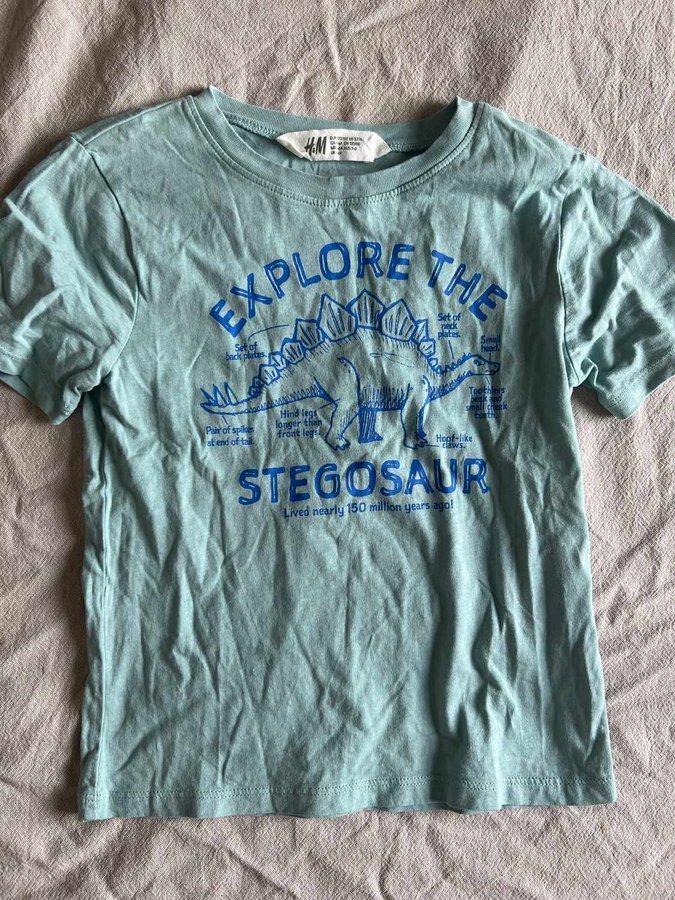 H&M
EXPLORE THE
Set of
back plates.
Set of
neck
plates.
Small
head.
Toothless
beak and
small cheek
teeth.
Pair of spikes
at end of tail.
Hind legs
longer than
front legs.
Hoof-like
claws.
STEGOSAUR
Lived nearly 150 million years ago!